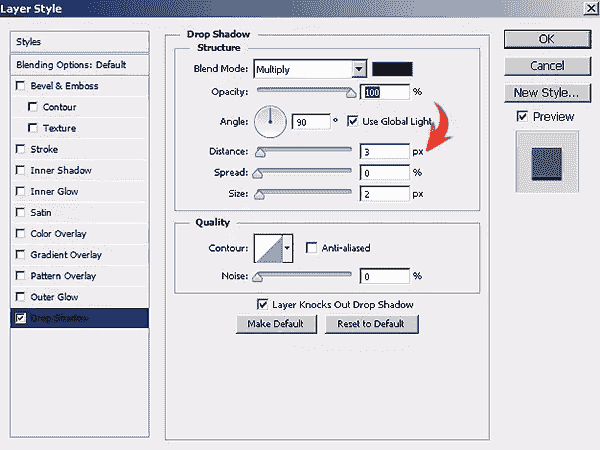 Layer Style
Styles
Blending Options: Default
Bevel & Emboss
Contour
Texture
Stroke
Inner Shadow
Inner Glow
Satin
Color Overlay
Gradient Overlay
Pattern Overlay
Outer Glow
Drop Shadow
Drop Shadow
Structure
Blend Mode: Multiply
Opacity: 100 %
Angle: 90 ° Use Global Light
Distance: 3 px
Spread: 0 %
Size: 2 px
Quality
Contour: Anti-aliased
Noise: 0 %
Layer Knocks Out Drop Shadow
Make Default Reset to Default
OK
Cancel
New Style...
Preview